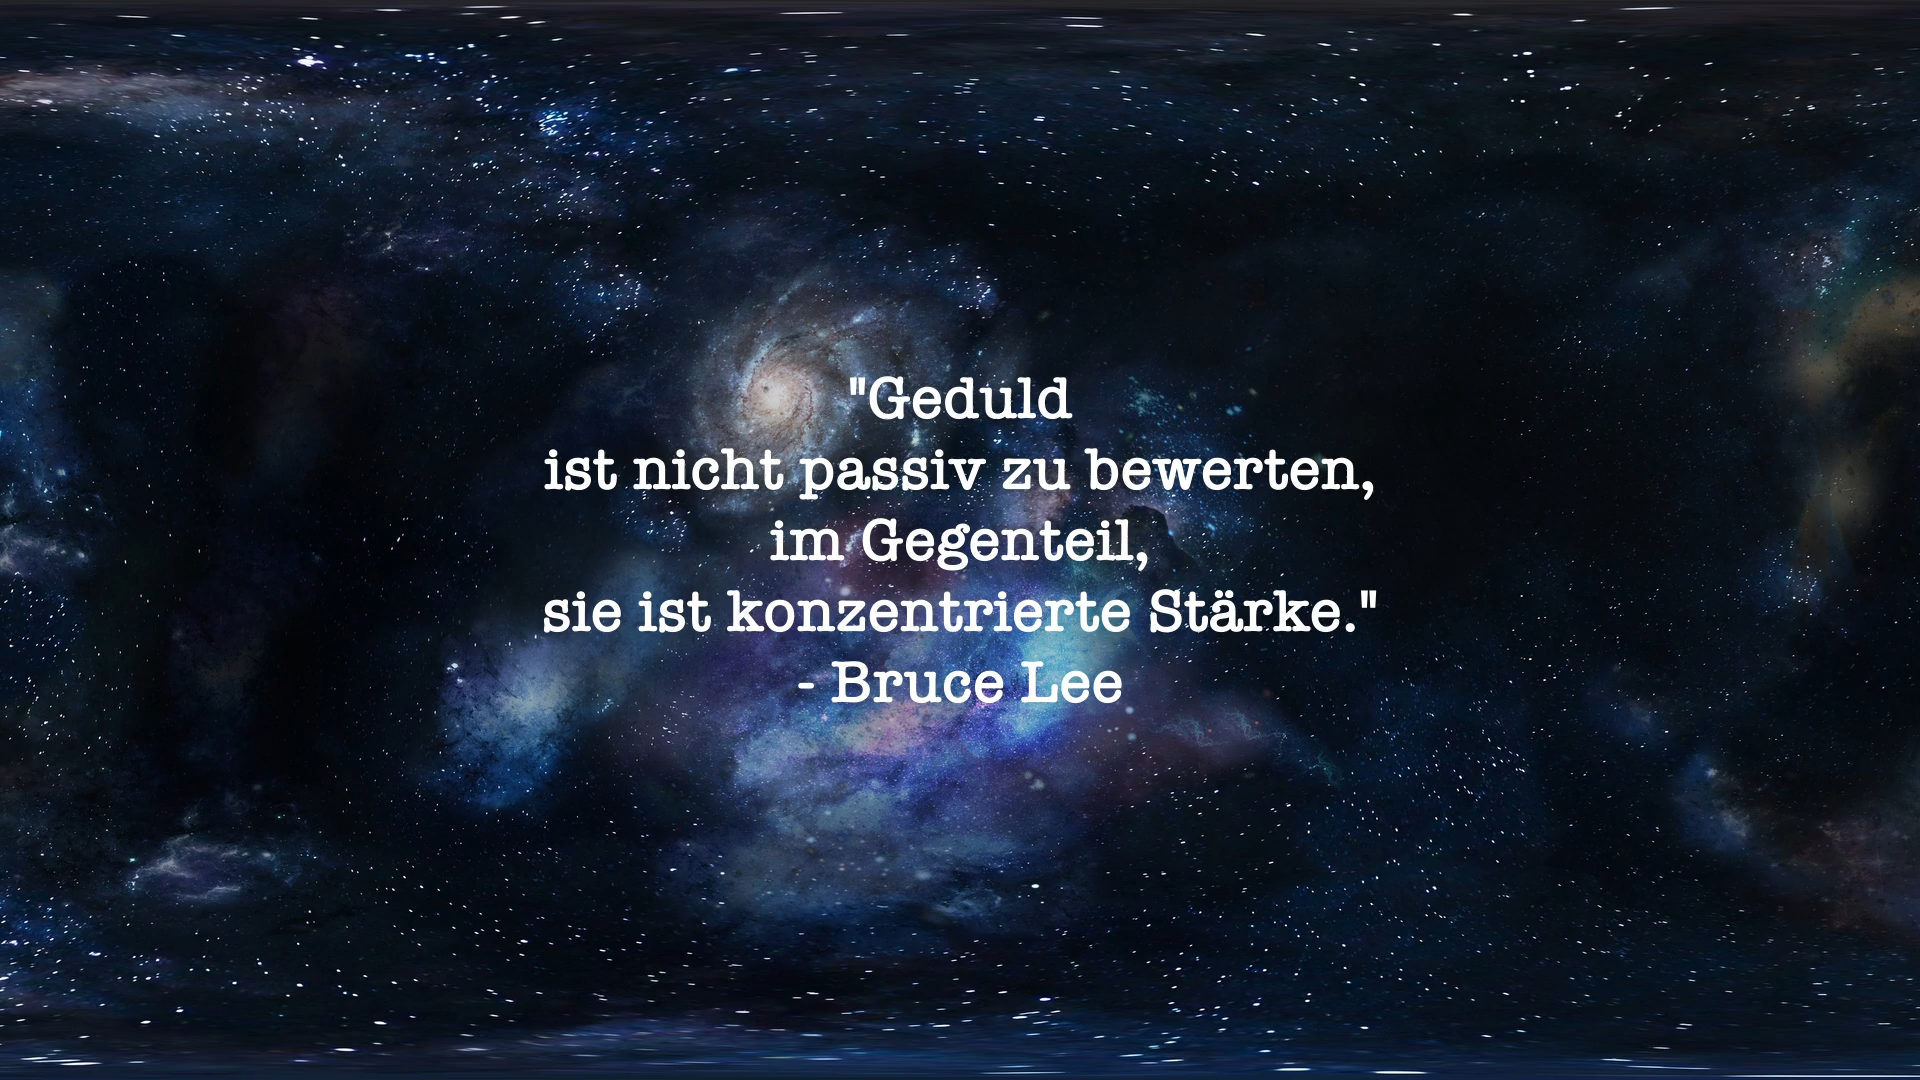 "Geduld
ist nicht passiv zu bewerten,
im Gegenteil,
sie ist konzentrierte Stärke."
- Bruce Lee